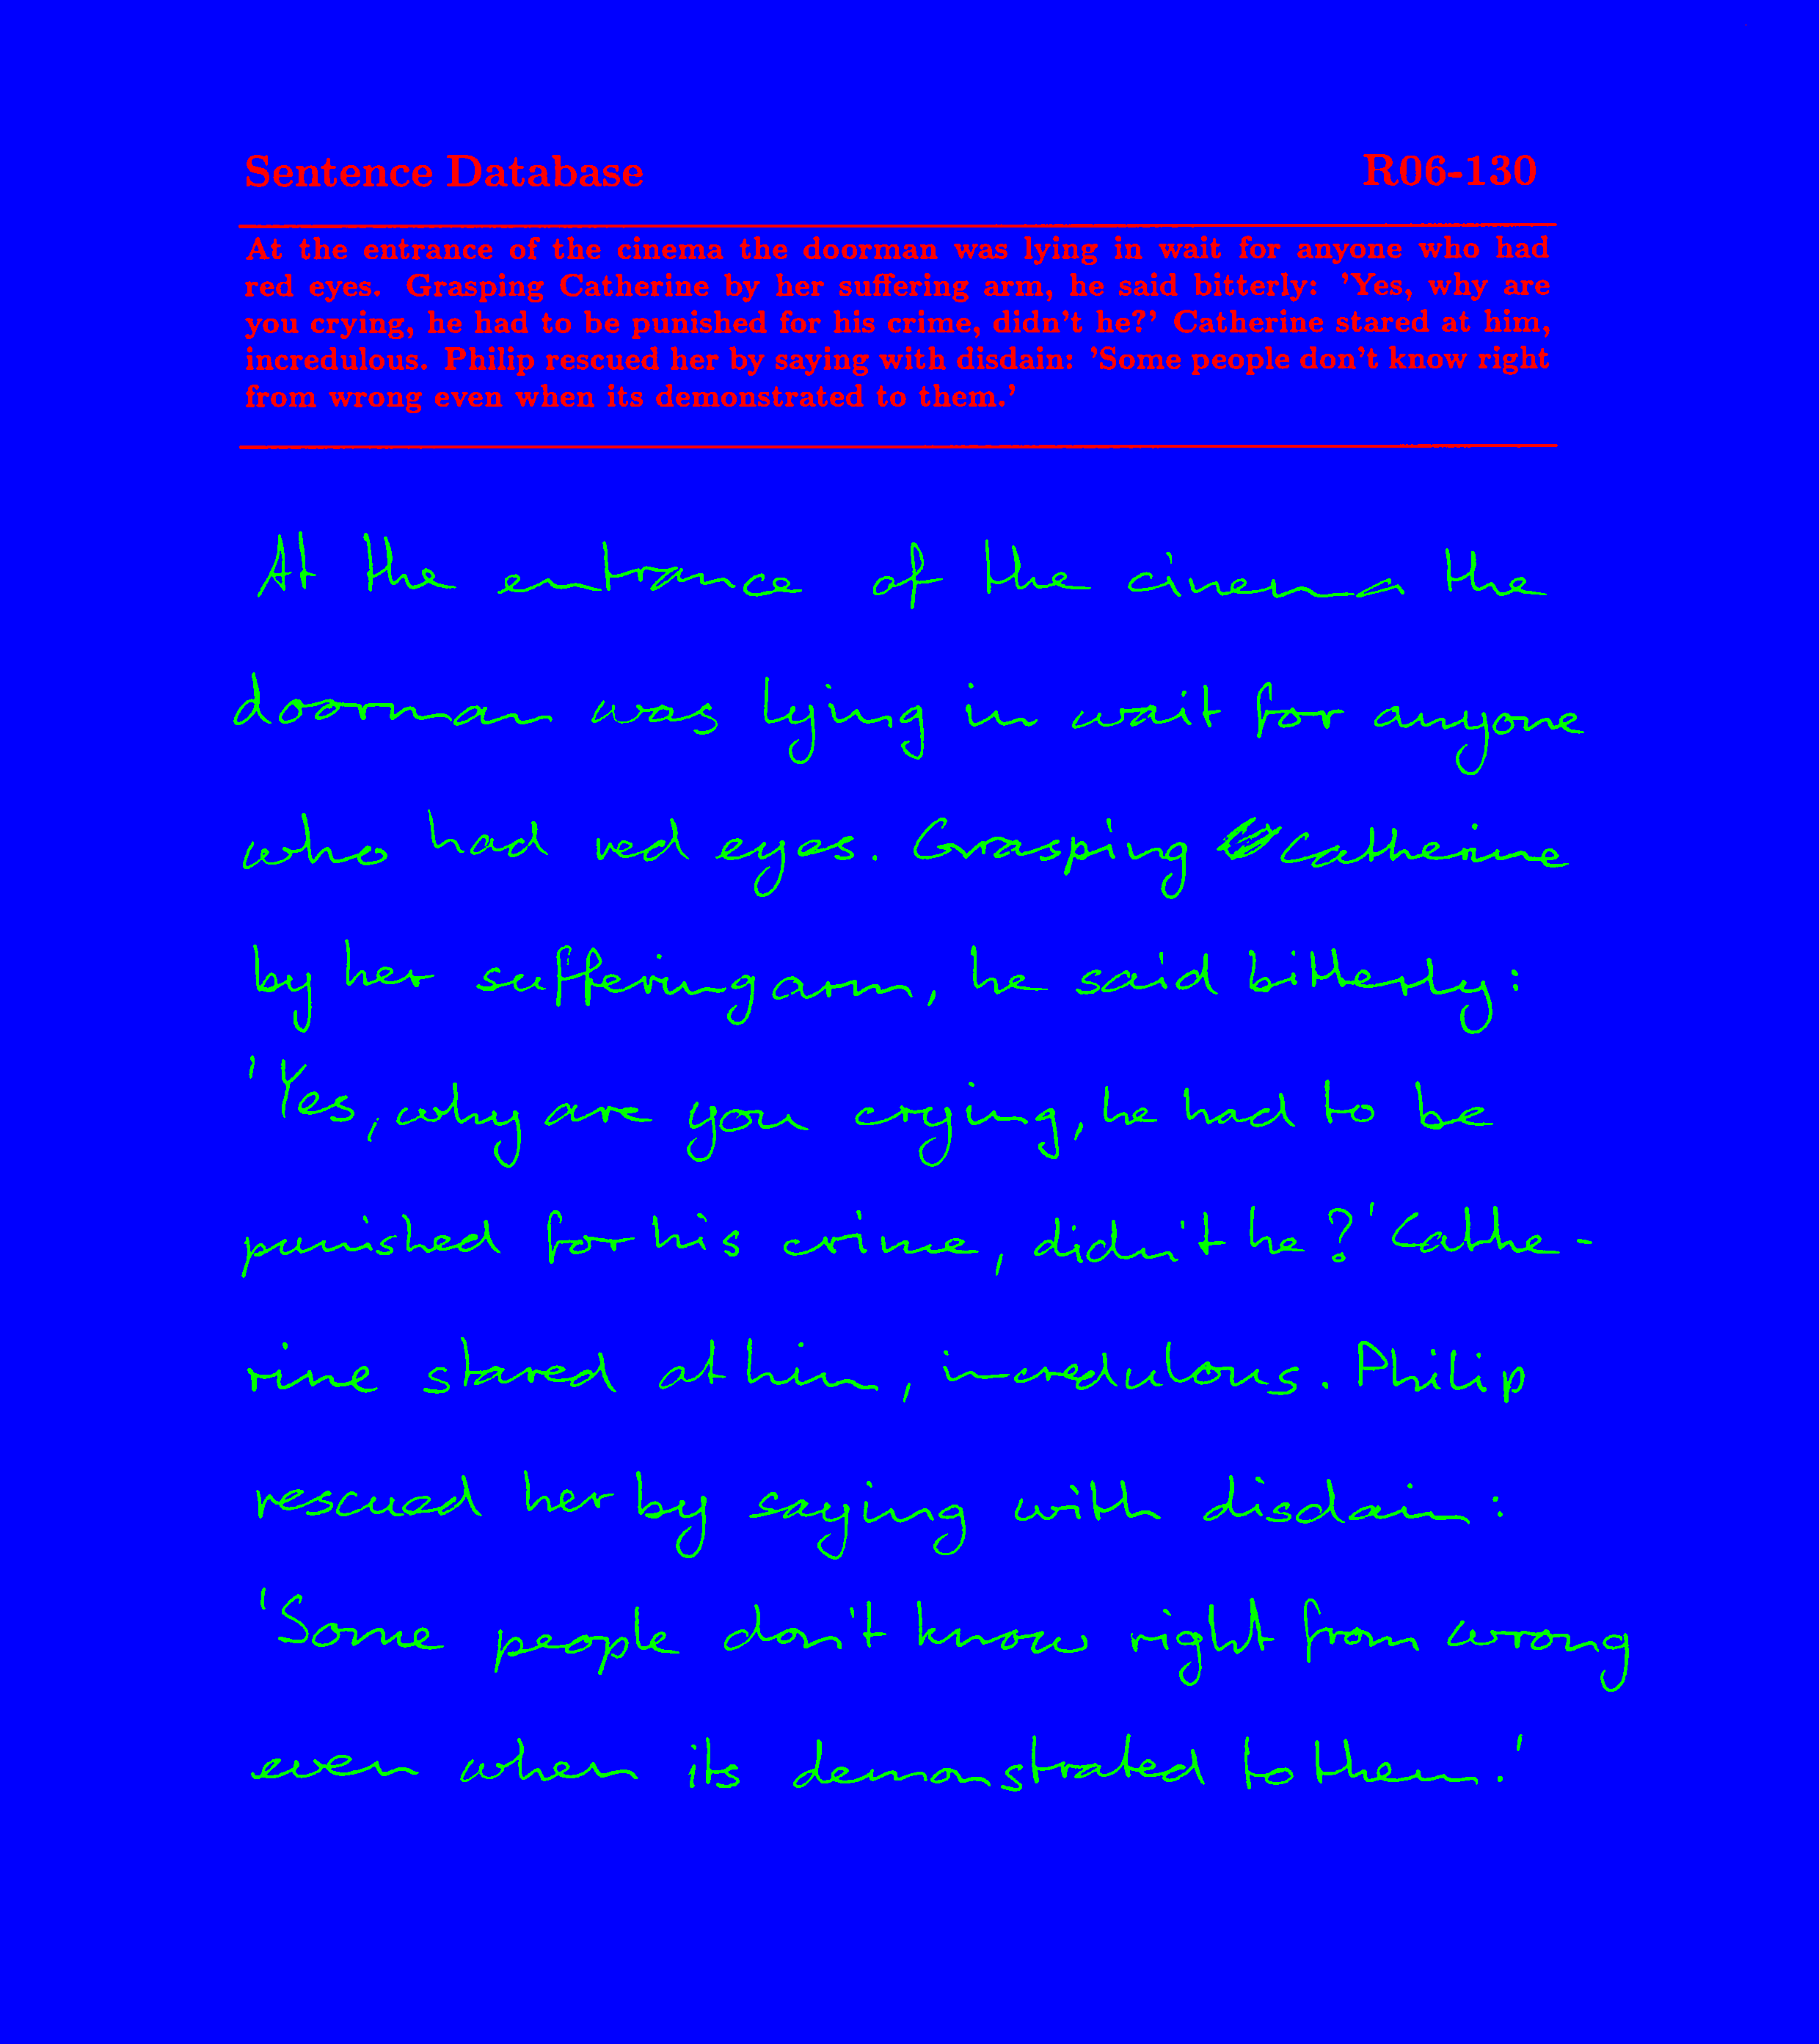 Sentence Database R06-130
At the entrance of the cinema the doorman was lying in wait for anyone who had
red eyes. Grasping Catherine by her suffering arm, he said bitterly: 'Yes, why are
you crying, he had to be punished for his crime, didn't he?' Catherine stared at him,
incredulous. Philip rescued her by saying with disdain: 'Some people don't know right
from wrong even when its demonstrated to them.'
At the entrance of the cinema the
doorman was lying in wait for anyone
who had red eyes. Grasping Catherine
by her suffering arm, he said bitterly:
'Yes, why are you crying, he had to be
punished for his crime, didn't he?' Cathe-
rine stared at him, incredulous. Philip
rescued her by saying with disdain:
'Some people don't know right from wrong
even when its demonstrated to them.'